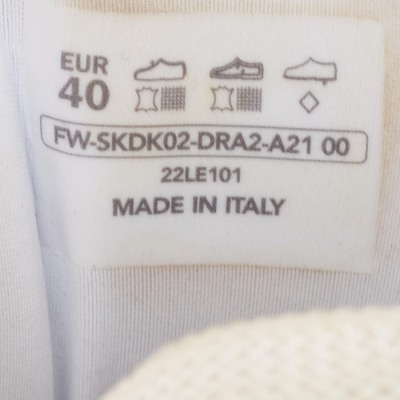 EUR
40
FW-SKDK02-DRA2-A21 00
22LE101
MADE IN ITALY